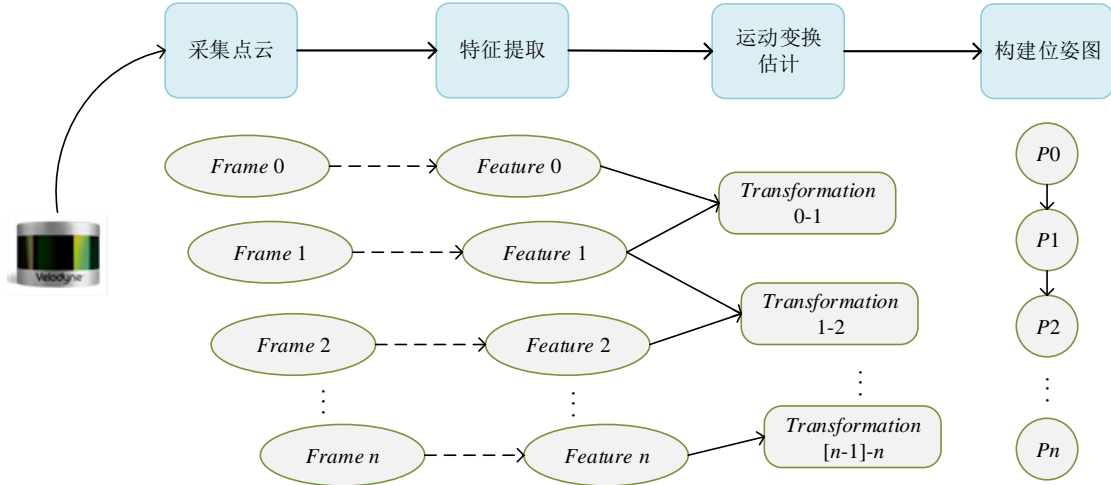 采集点云
特征提取
运动变换
估计
构建位姿图
Frame 0
Feature 0
Transformation
0-1
P0
Frame 1
Feature 1
P1
Velodyne
Transformation
1-2
Frame 2
Feature 2
P2
Frame n
Feature n
Transformation
[n-1]-n
Pn